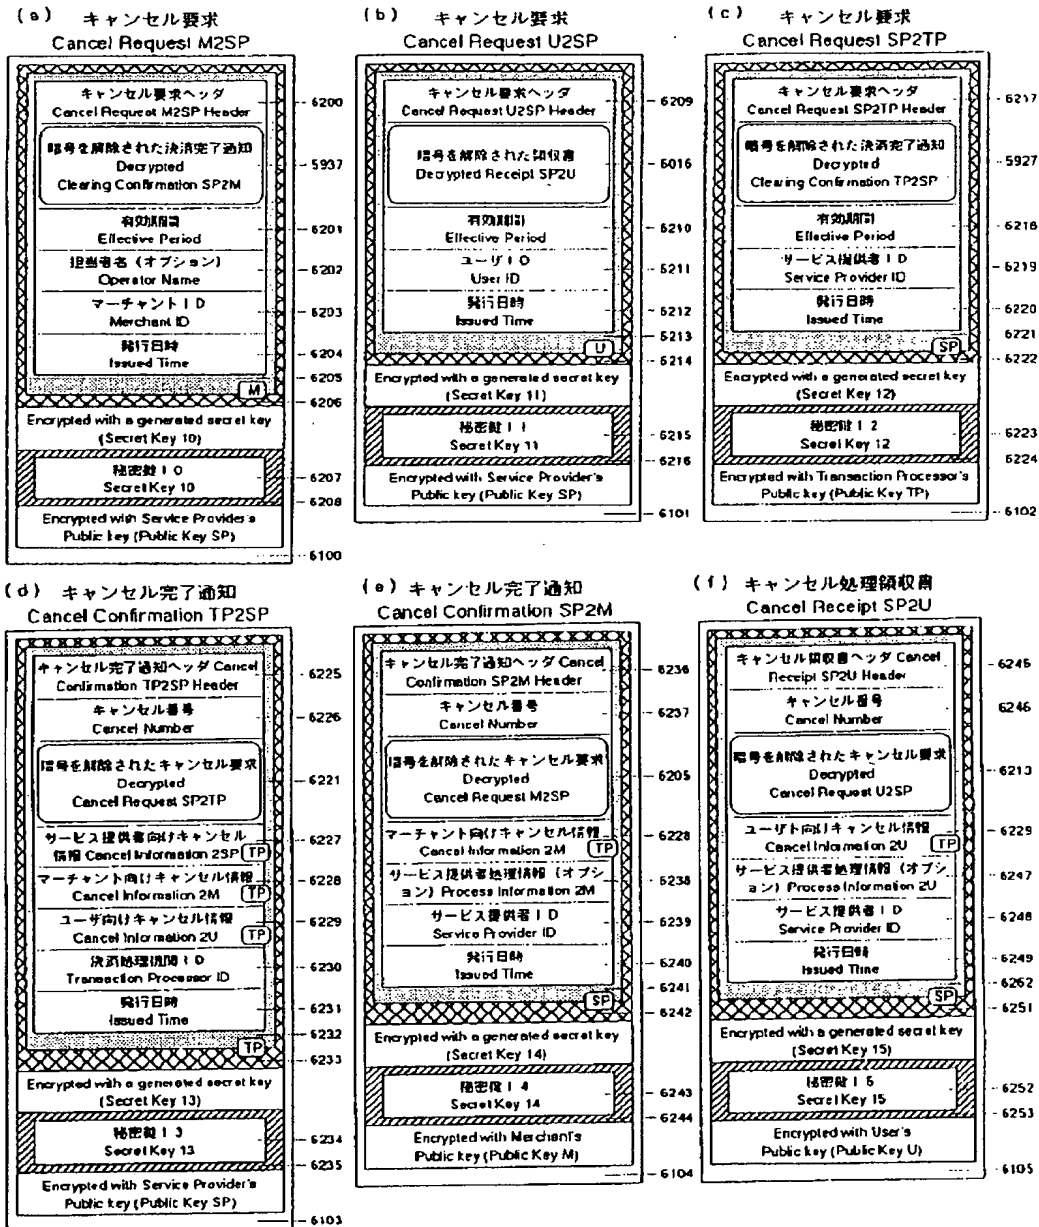 (a) キャンセル要求
Cancel Request M2SP
キャンセル要求ヘッダ
Cancel Request M2SP Header
6200
暗号を解除された決済完了通知
Decrypted
Clearing Confirmation SP2M
5937
有効期間
Effective Period
6201
担当者名(オプション)
Operator Name
6202
マーチャントID
Merchant ID
6203
発行日時
Issued Time
6204
6205
M
6206
Encrypted with a generated secret key
(Secret Key 10)
秘密鍵10
Secret Key 10
6207
6208
Encrypted with Service Provider's
Public key (Public Key SP)
6100
(b) キャンセル要求
Cancel Request U2SP
キャンセル要求ヘッダ
Cancel Request U2SP Header
6209
暗号を解除された領収書
Decrypted Receipt SP2U
6016
有効期間
Effective Period
6210
ユーザID
User ID
6211
発行日時
Issued Time
6212
6213
U
6214
Encrypted with a generated secret key
(Secret Key 11)
秘密鍵11
Secret Key 11
6215
6216
Encrypted with Service Provider's
Public key (Public Key SP)
6101
(c) キャンセル要求
Cancel Request SP2TP
キャンセル要求ヘッダ
Cancel Request SP2TP Header
6217
暗号を解除された決済完了通知
Decrypted
Clearing Confirmation TP2SP
5927
有効期間
Effective Period
6218
サービス提供者ID
Service Provider ID
6219
発行日時
Issued Time
6220
6221
SP
6222
Encrypted with a generated secret key
(Secret Key 12)
秘密鍵12
Secret Key 12
6223
6224
Encrypted with Transaction Processor's
Public key (Public Key TP)
6102
(d) キャンセル完了通知
Cancel Confirmation TP2SP
キャンセル完了通知ヘッダ Cancel
Confirmation TP2SP Header
6225
キャンセル番号
Cancel Number
6226
暗号を解除されたキャンセル要求
Decrypted
Cancel Request SP2TP
6221
サービス提供者向けキャンセル
情報 Cancel Information 2SP TP
6227
マーチャント向けキャンセル情報
Cancel Information 2M TP
6228
ユーザ向けキャンセル情報
Cancel Information 2U TP
6229
決済処理機関ID
Transaction Processor ID
6230
発行日時
Issued Time
6231
6232
TP
6233
Encrypted with a generated secret key
(Secret Key 13)
秘密鍵13
Secret Key 13
6234
6235
Encrypted with Service Provider's
Public key (Public Key SP)
6103
(e) キャンセル完了通知
Cancel Confirmation SP2M
キャンセル完了通知ヘッダ Cancel
Confirmation SP2M Header
6236
キャンセル番号
Cancel Number
6237
暗号を解除されたキャンセル要求
Decrypted
Cancel Request M2SP
6205
マーチャント向けキャンセル情報
Cancel Information 2M TP
6228
サービス提供者処理情報(オプシ
ョン) Process Information 2M
6238
サービス提供者ID
Service Provider ID
6239
発行日時
Issued Time
6240
6241
SP
6242
Encrypted with a generated secret key
(Secret Key 14)
秘密鍵14
Secret Key 14
6243
6244
Encrypted with Merchant's
Public key (Public Key M)
6104
(f) キャンセル処理領収書
Cancel Receipt SP2U
キャンセル領収書ヘッダ Cancel
Receipt SP2U Header
6245
キャンセル番号
Cancel Number
6246
暗号を解除されたキャンセル要求
Decrypted
Cancel Request U2SP
6213
ユーザト向けキャンセル情報
Cancel Information 2U TP
6229
サービス提供者処理情報(オプシ
ョン) Process Information 2U
6247
サービス提供者ID
Service Provider ID
6248
発行日時
Issued Time
6249
6262
SP
6251
Encrypted with a generated secret key
(Secret Key 15)
秘密鍵15
Secret Key 15
6252
6253
Encrypted with User's
Public key (Public Key U)
6105